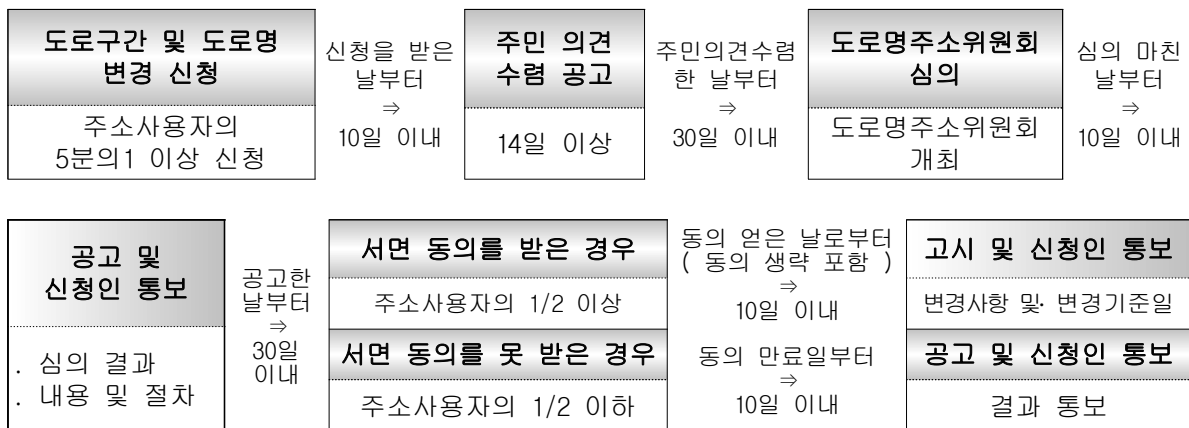 도로구간 및 도로명
변경 신청
주소사용자의
5분의1 이상 신청
신청을 받은
날부터
⇒
10일 이내
주민 의견
수렴 공고
14일 이상
주민의견수렴
한 날부터
⇒
30일 이내
도로명주소위원회
심의
도로명주소위원회
개최
심의 마친
날부터
⇒
10일 이내
공고 및
신청인 통보
. 심의 결과
. 내용 및 절차
공고한
날부터
⇒
30일
이내
서면 동의를 받은 경우
주소사용자의 1/2 이상
서면 동의를 못 받은 경우
주소사용자의 1/2 이하
동의 얻은 날로부터
( 동의 생략 포함 )
⇒
10일 이내
동의 만료일부터
⇒
10일 이내
고시 및 신청인 통보
변경사항 및· 변경기준일
공고 및 신청인 통보
결과 통보